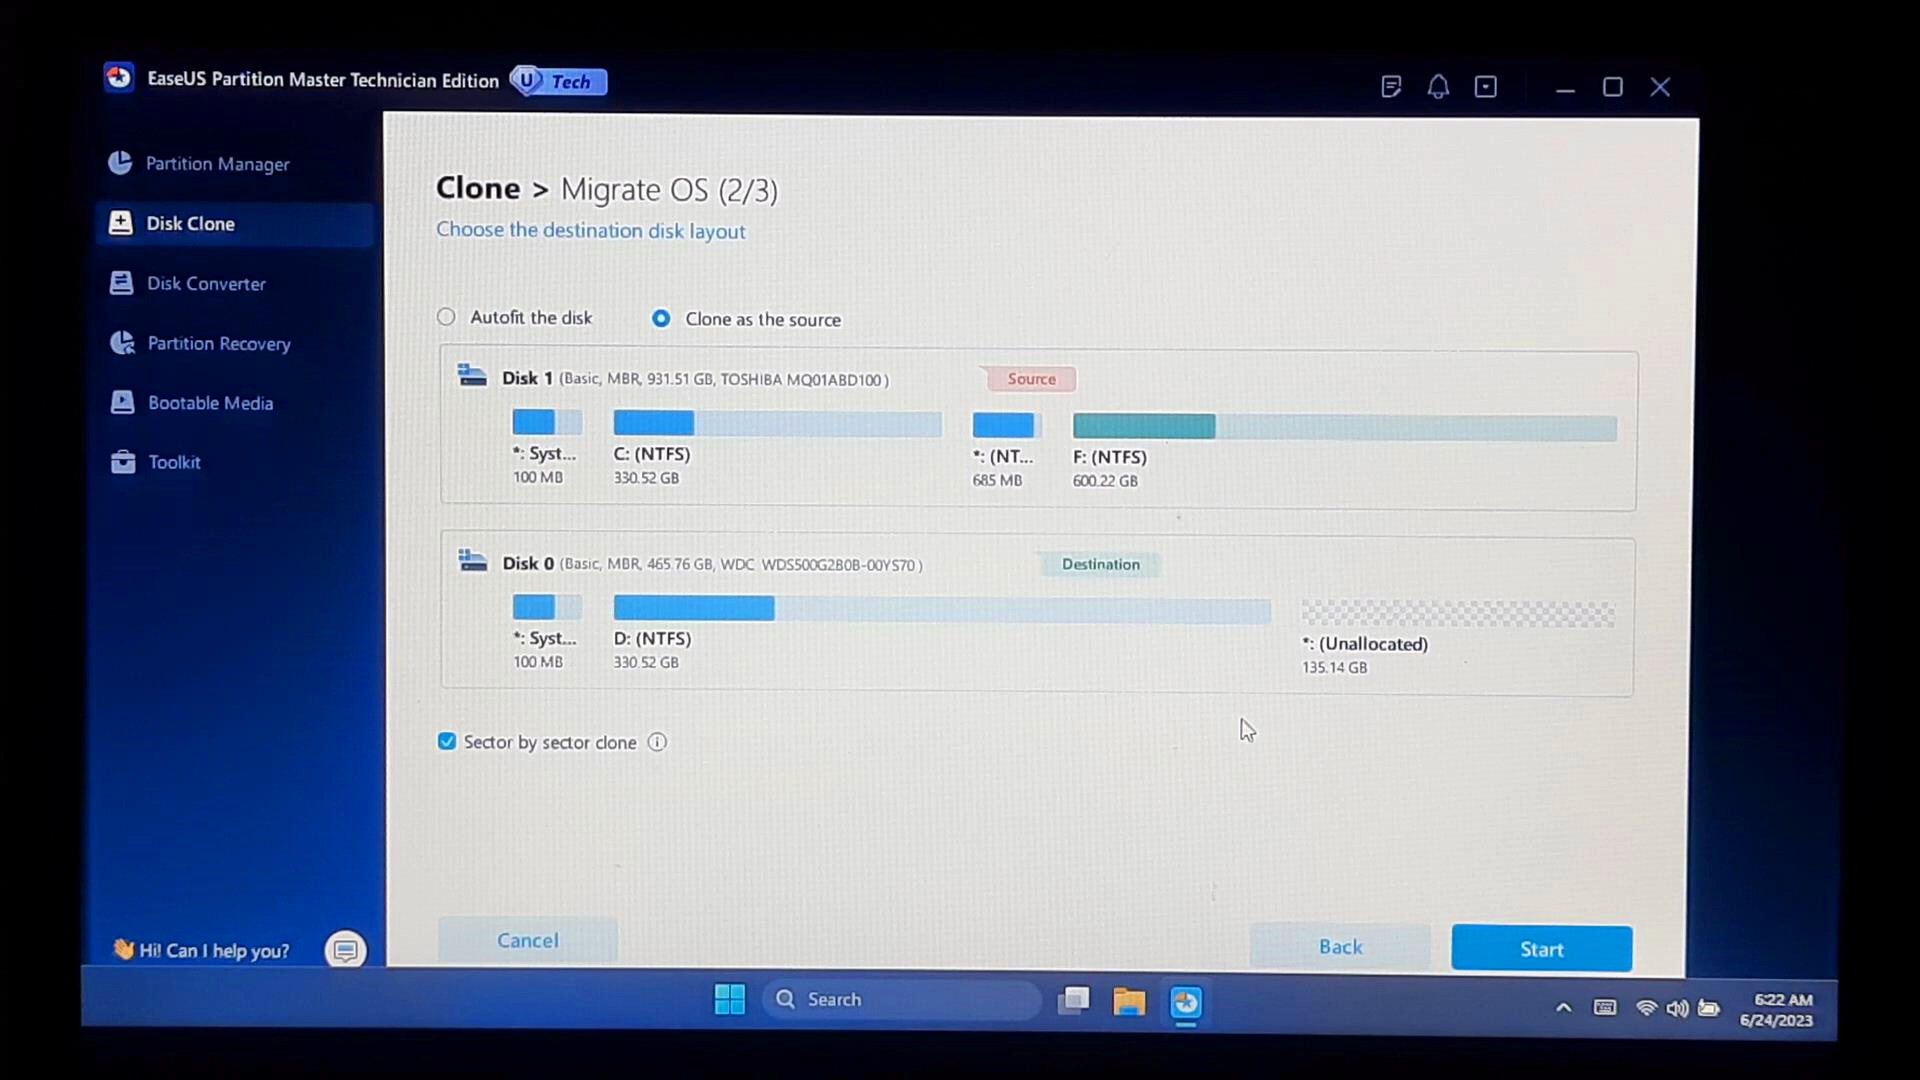 EaseUS Partition Master Technician Edition U Tech
Partition Manager
Disk Clone
Disk Converter
Partition Recovery
Bootable Media
Toolkit
Hi! Can I help you?
Clone > Migrate OS (2/3)
Choose the destination disk layout
Autofit the disk Clone as the source
Disk 1 (Basic, MBR, 931.51 GB, TOSHIBA MQ01ABD100 ) Source
*: Syst... C: (NTFS) *: (NT... F: (NTFS)
100 MB 330.52 GB 685 MB 600.22 GB
Disk 0 (Basic, MBR, 465.76 GB, WDC WDS500G2B0B-00YS70 ) Destination
*: Syst... D: (NTFS) *: (Unallocated)
100 MB 330.52 GB 135.14 GB
Sector by sector clone
Cancel Back Start
Search
6:22 AM
6/24/2023